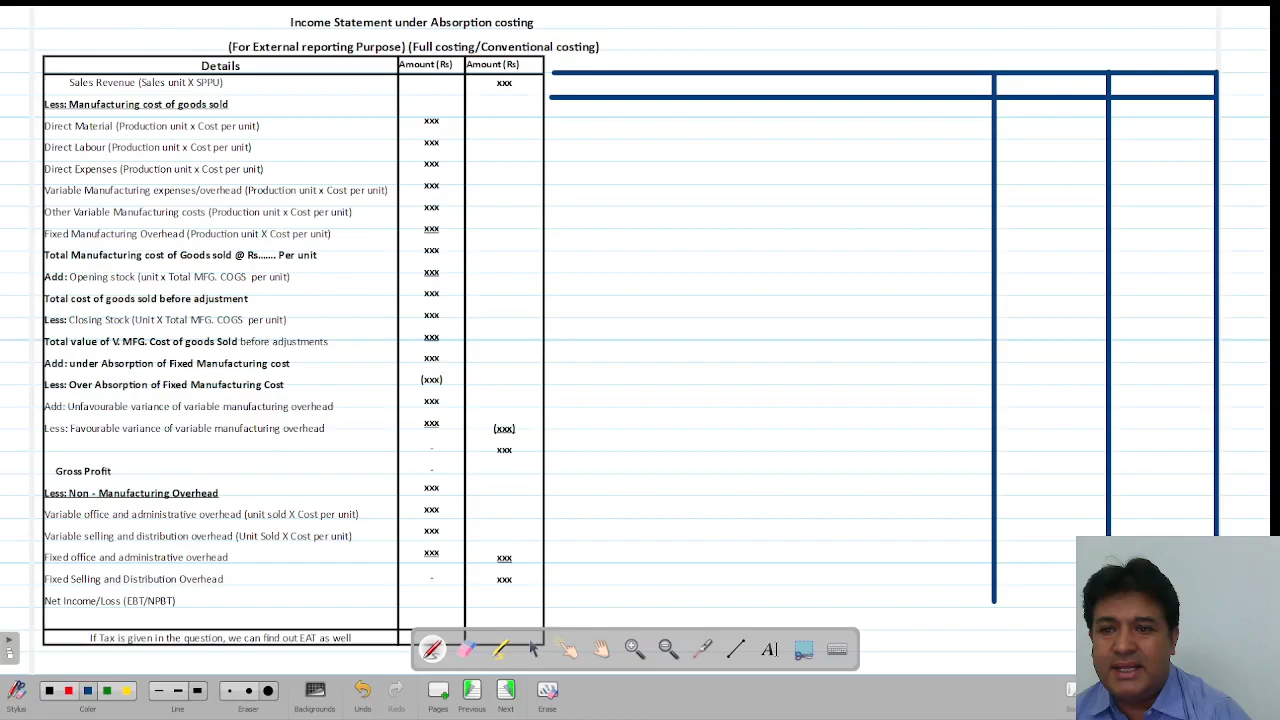 Income Statement under Absorption costing
(For External reporting Purpose) (Full costing/Conventional costing)
Details Amount (Rs) Amount (Rs)
Sales Revenue (Sales unit X SPPU) xxx
Less: Manufacturing cost of goods sold
Direct Material (Production unit x Cost per unit) xxx
Direct Labour (Production unit x Cost per unit) xxx
Direct Expenses (Production unit x Cost per unit) xxx
Variable Manufacturing expenses/overhead (Production unit x Cost per unit) xxx
Other Variable Manufacturing costs (Production unit x Cost per unit) xxx
Fixed Manufacturing Overhead (Production unit X Cost per unit) xxx
Total Manufacturing cost of Goods sold @ Rs....... Per unit xxx
Add: Opening stock (unit x Total MFG. COGS per unit) xxx
Total cost of goods sold before adjustment xxx
Less: Closing Stock (Unit X Total MFG. COGS per unit) xxx
Total value of V. MFG. Cost of goods Sold before adjustments xxx
Add: under Absorption of Fixed Manufacturing cost xxx
Less: Over Absorption of Fixed Manufacturing Cost (xxx)
Add: Unfavourable variance of variable manufacturing overhead xxx
Less: Favourable variance of variable manufacturing overhead xxx (xxx)
- xxx
Gross Profit -
Less: Non - Manufacturing Overhead xxx
Variable office and administrative overhead (unit sold X Cost per unit) xxx
Variable selling and distribution overhead (Unit Sold X Cost per unit) xxx
Fixed office and administrative overhead xxx xxx
Fixed Selling and Distribution Overhead - xxx
Net Income/Loss (EBT/NPBT)
If Tax is given in the question, we can find out EAT as well
A
Stylus Color Line Eraser Backgrounds Undo Redo Pages Previous Next Erase